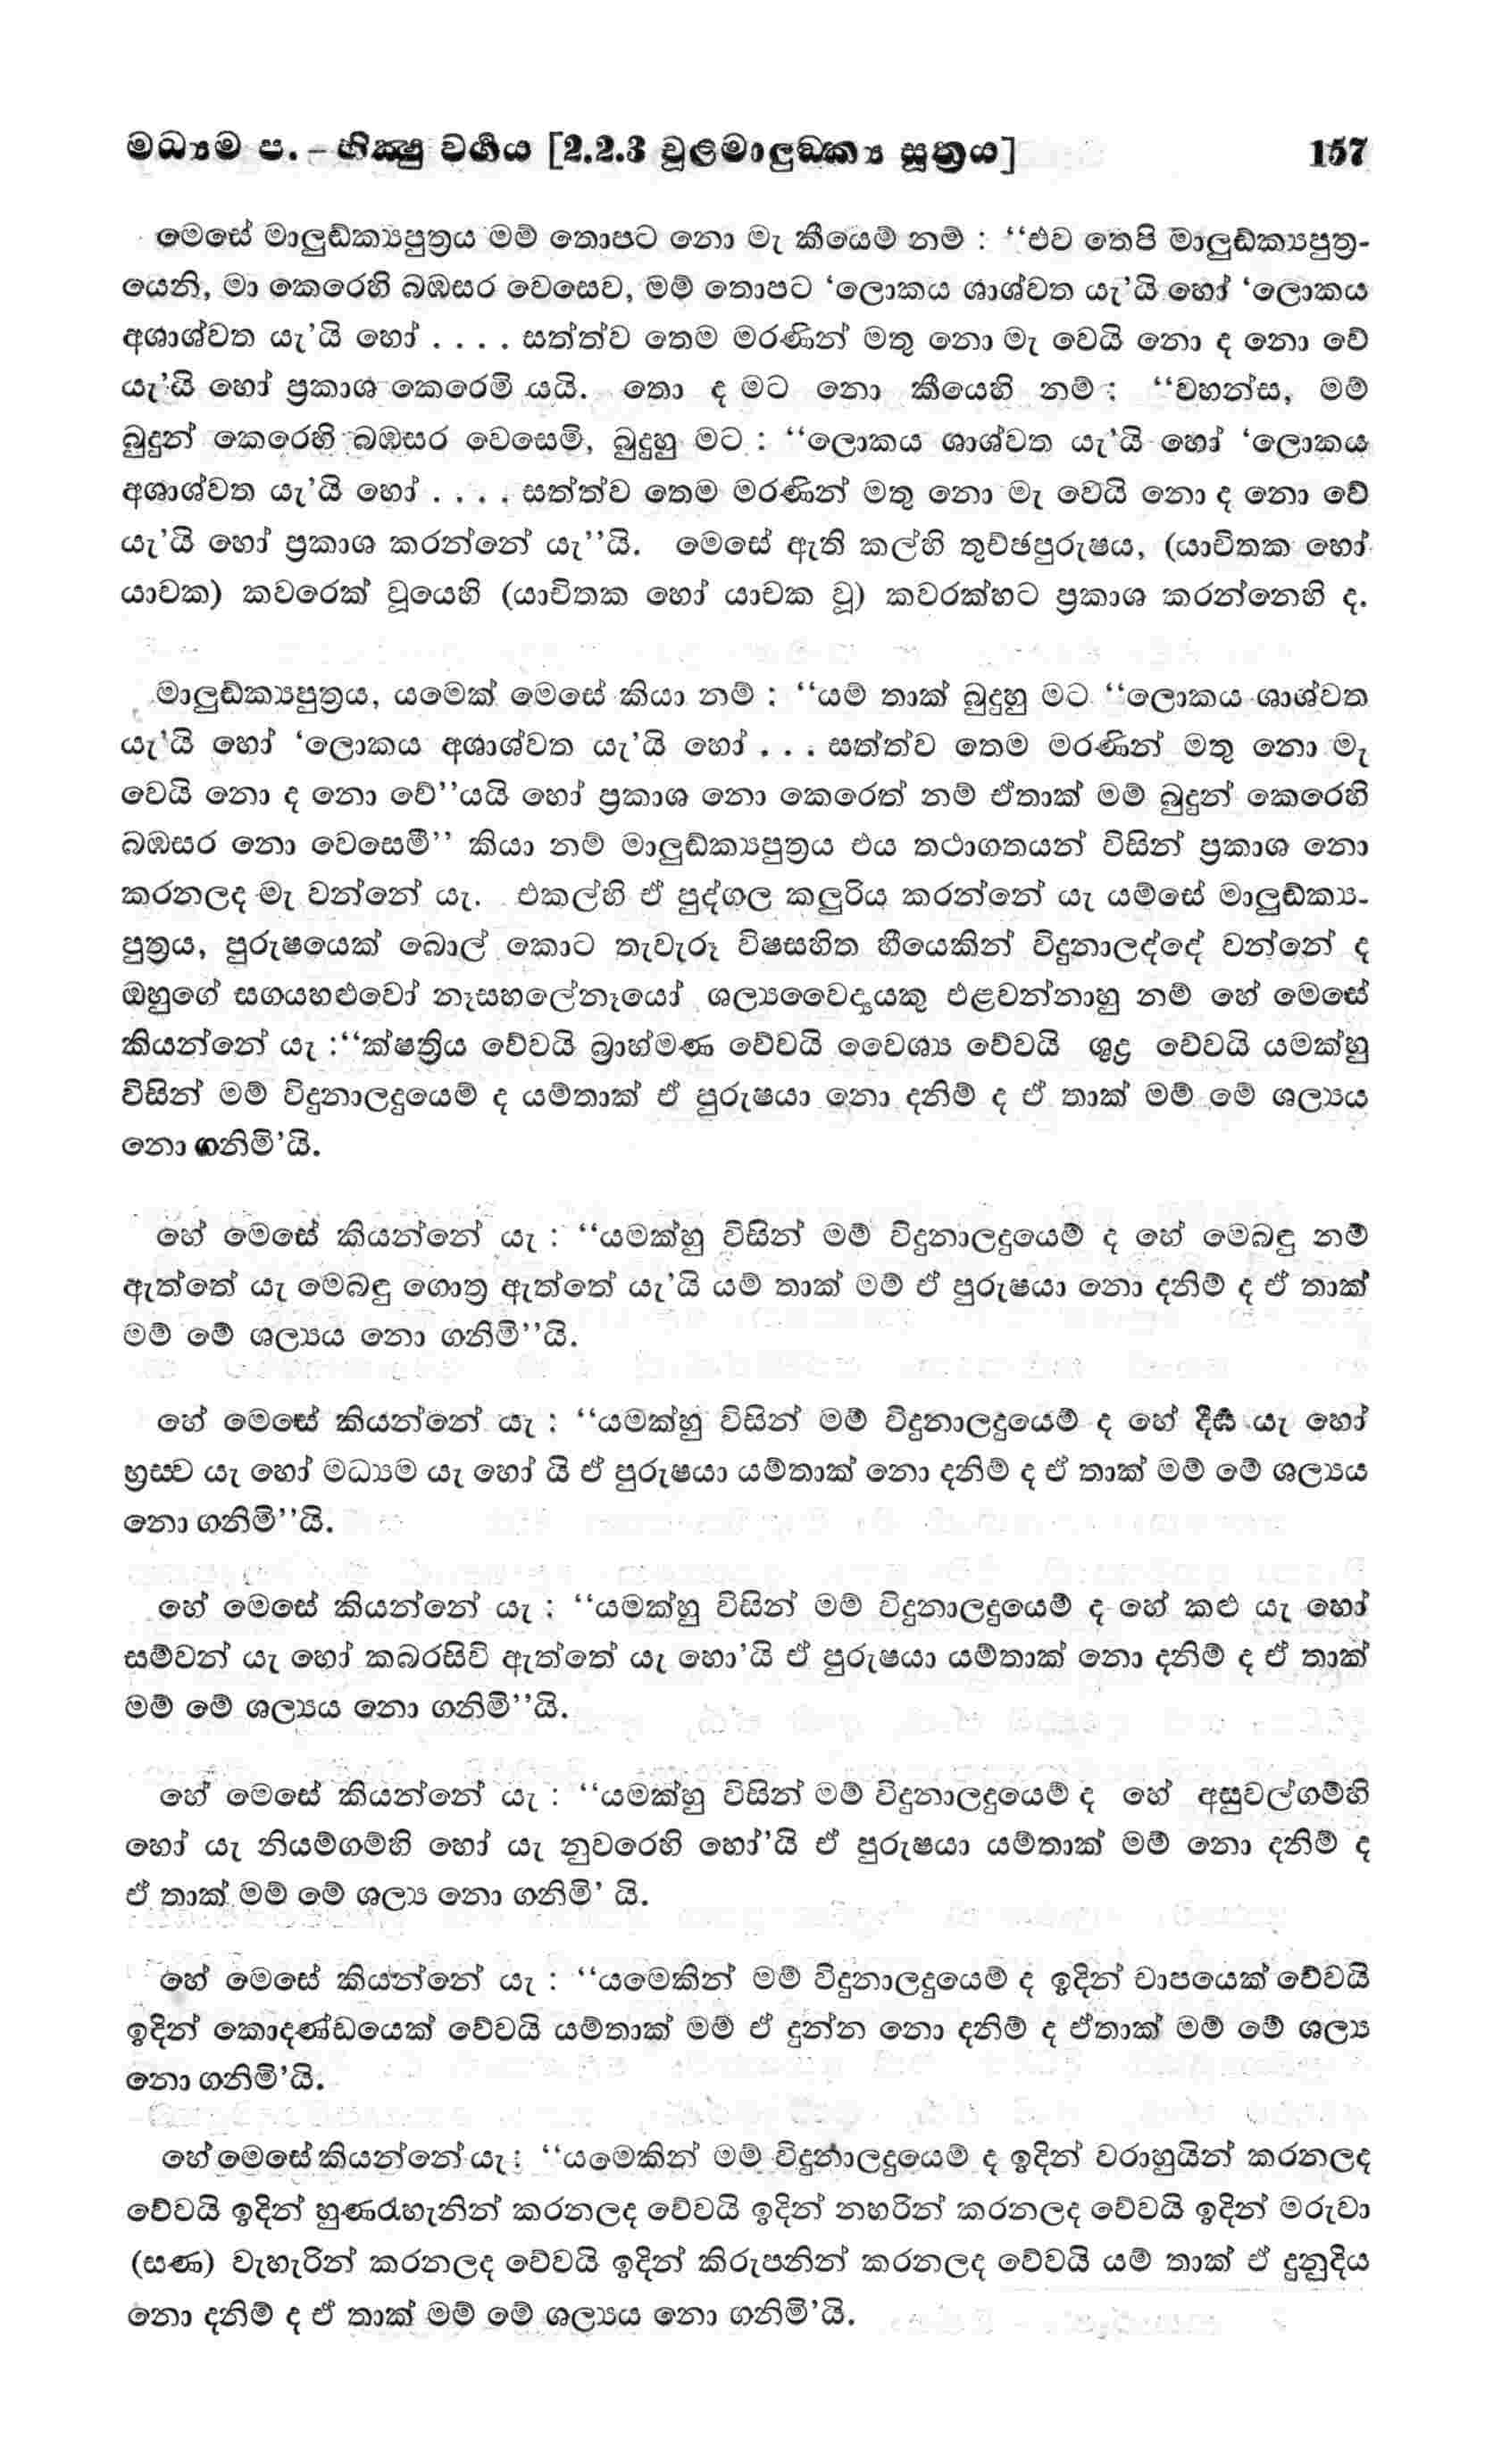 මධ්‍යම ප. – භික්‍ෂු වර්‍ගය [2.2.3 චූළමාලුඞ්ක්‍ය සූත්‍රය] 157
මෙසේ මාලුඬ්ක්‍යපුත්‍රය මම් තොපට නො මැ කීයෙම් නම් : “එව තෙපි මාලුඬ්ක්‍යපුත්‍ර-
යෙනි, මා කෙරෙහි බඹසර වෙසෙව, මම් තොපට ‘ලොකය ශාශ්වත යැ’යි හෝ ‘ලොකය
අශාශ්වත යැ’යි හෝ . . . . සත්ත්ව තෙම මරණින් මතු නො මැ වෙයි නො ද නො වේ
යැ’යි හෝ ප්‍රකාශ කෙරෙමි යයි. තො ද මට නො කීයෙහි නම් : “වහන්ස, මම්
බුදුන් කෙරෙහි බඹසර වෙසෙමි, බුදුහු මට : “ලොකය ශාශ්වත යැ’යි හෝ ‘ලොකය
අශාශ්වත යැ’යි හෝ . . . . සත්ත්ව තෙම මරණින් මතු නො මැ වෙයි නො ද නො වේ
යැ’යි හෝ ප්‍රකාශ කරන්නේ යැ’’යි. මෙසේ ඇති කල්හි තුච්ඡපුරුෂය, (යාචිතක හෝ
යාචක) කවරෙක් වූයෙහි (යාචිතක හෝ යාචක වූ) කවරක්හට ප්‍රකාශ කරන්නෙහි ද.
මාලුඬ්ක්‍යපුත්‍රය, යමෙක් මෙසේ කියා නම් : “යම් තාක් බුදුහු මට “ලොකය ශාශ්වත
යැ’යි හෝ ‘ලොකය අශාශ්වත යැ’යි හෝ . . . සත්ත්ව තෙම මරණින් මතු නො මැ
වෙයි නො ද නො වේ’’යයි හෝ ප්‍රකාශ නො කෙරෙත් නම් ඒතාක් මම් බුදුන් කෙරෙහි
බඹසර නො වෙසෙමී’’ කියා නම් මාලුඬ්ක්‍යපුත්‍රය එය තථාගතයන් විසින් ප්‍රකාශ නො
කරනලද මැ වන්නේ යැ. එකල්හි ඒ පුද්ගල කලුරිය කරන්නේ යැ යම්සේ මාලුඬ්ක්‍ය-
පුත්‍රය, පුරුෂයෙක් බොල් කොට තැවැරූ විෂසහිත හීයෙකින් විදුනාලද්දේ වන්නේ ද
ඔහුගේ සගයහළුවෝ නෑසහලේනෑයෝ ශල්‍යවෛද්‍යයකු එළවන්නාහු නම් හේ මෙසේ
කියන්නේ යැ :“ක්ෂත්‍රිය වේවයි බ්‍රාහ්මණ වේවයි වෛශ්‍ය වේවයි ශුද්‍ර වේවයි යමක්හු
විසින් මම් විදුනාලදුයෙම් ද යම්තාක් ඒ පුරුෂයා නො දනිම් ද ඒ තාක් මම් මේ ශල්‍යය
නො ගනිමි’යි.
හේ මෙසේ කියන්නේ යැ : “යමක්හු විසින් මම් විදුනාලදුයෙම් ද හේ මෙබඳු නම්
ඇත්තේ යැ මෙබඳු ගොත්‍ර ඇත්තේ යැ’යි යම් තාක් මම් ඒ පුරුෂයා නො දනිම් ද ඒ තාක්
මම් මේ ශල්‍යය නො ගනිමි’’යි.
හේ මෙසේ කියන්නේ යැ : “යමක්හු විසින් මම් විදුනාලදුයෙම් ද හේ දීර්‍ඝ යැ හෝ
හ්‍රස්ව යැ හෝ මධ්‍යම යැ හෝ යි ඒ පුරුෂයා යම්තාක් නො දනිම් ද ඒ තාක් මම් මේ ශල්‍යය
නො ගනිමි’’යි.
හේ මෙසේ කියන්නේ යැ : “යමක්හු විසින් මම් විදුනාලදුයෙම් ද හේ කළු යැ හෝ
සම්වන් යැ හෝ කබරසිවි ඇත්තේ යැ හො’යි ඒ පුරුෂයා යම්තාක් නො දනිම් ද ඒ තාක්
මම් මේ ශල්‍යය නො ගනිමි’’යි.
හේ මෙසේ කියන්නේ යැ : “යමක්හු විසින් මම් විදුනාලදුයෙම් ද හේ අසුවල්ගම්හි
හෝ යැ නියම්ගම්හි හෝ යැ නුවරෙහි හෝ’යි ඒ පුරුෂයා යම්තාක් මම් නො දනිම් ද
ඒ තාක් මම් මේ ශල්‍ය නො ගනිමි’ යි.
හේ මෙසේ කියන්නේ යැ : “යමෙකින් මම් විදුනාලදුයෙම් ද ඉදින් චාපයෙක් වේවයි
ඉදින් කොදණ්ඩයෙක් වේවයි යම්තාක් මම් ඒ දුන්න නො දනිම් ද ඒතාක් මම් මේ ශල්‍ය
නො ගනිමි’යි.
හේ මෙසේ කියන්නේ යැ : “යමෙකින් මම් විදුනාලදුයෙම් ද ඉදින් වරාහුයින් කරනලද
වේවයි ඉදින් හුණරැහැනින් කරනලද වේවයි ඉදින් නහරින් කරනලද වේවයි ඉදින් මරුවා
(සණ) වැහැරින් කරනලද වේවයි ඉදින් කිරුපනින් කරනලද වේවයි යම් තාක් ඒ දුනුදිය
නො දනිම් ද ඒ තාක් මම් මේ ශල්‍යය නො ගනිමි’යි.